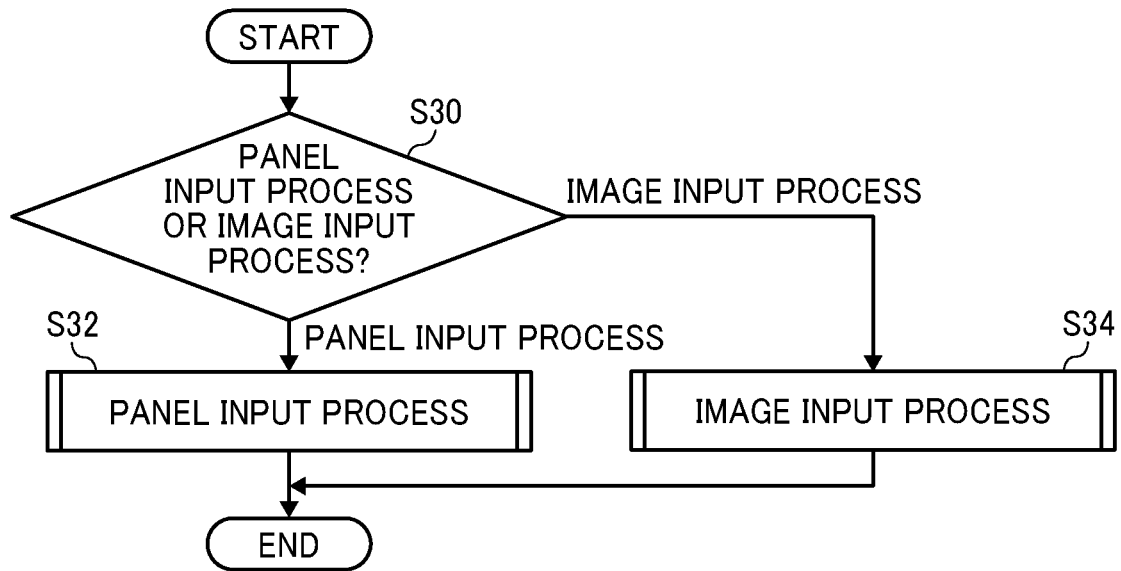 START
S30
PANEL
INPUT PROCESS
OR IMAGE INPUT
PROCESS?
IMAGE INPUT PROCESS
PANEL INPUT PROCESS
S32
PANEL INPUT PROCESS
S34
IMAGE INPUT PROCESS
END